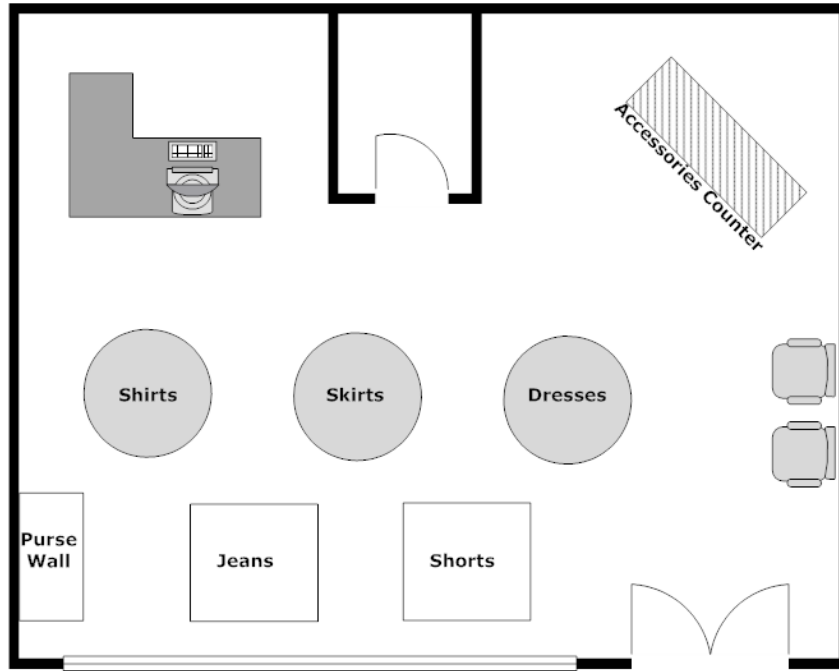 Accessories Counter
Shirts
Skirts
Dresses
Purse
Wall
Jeans
Shorts